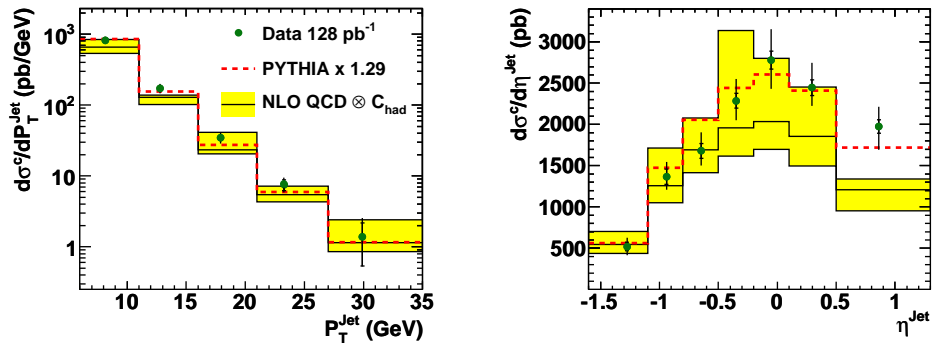 dσᶜ/dP_T^Jet (pb/GeV)
10³
10²
10
1
Data 128 pb⁻¹
PYTHIA x 1.29
NLO QCD ⊗ C_had
10 15 20 25 30 35
P_T^Jet (GeV)
dσᶜ/dη^Jet (pb)
3000
2500
2000
1500
1000
500
-1.5 -1 -0.5 0 0.5 1
η^Jet